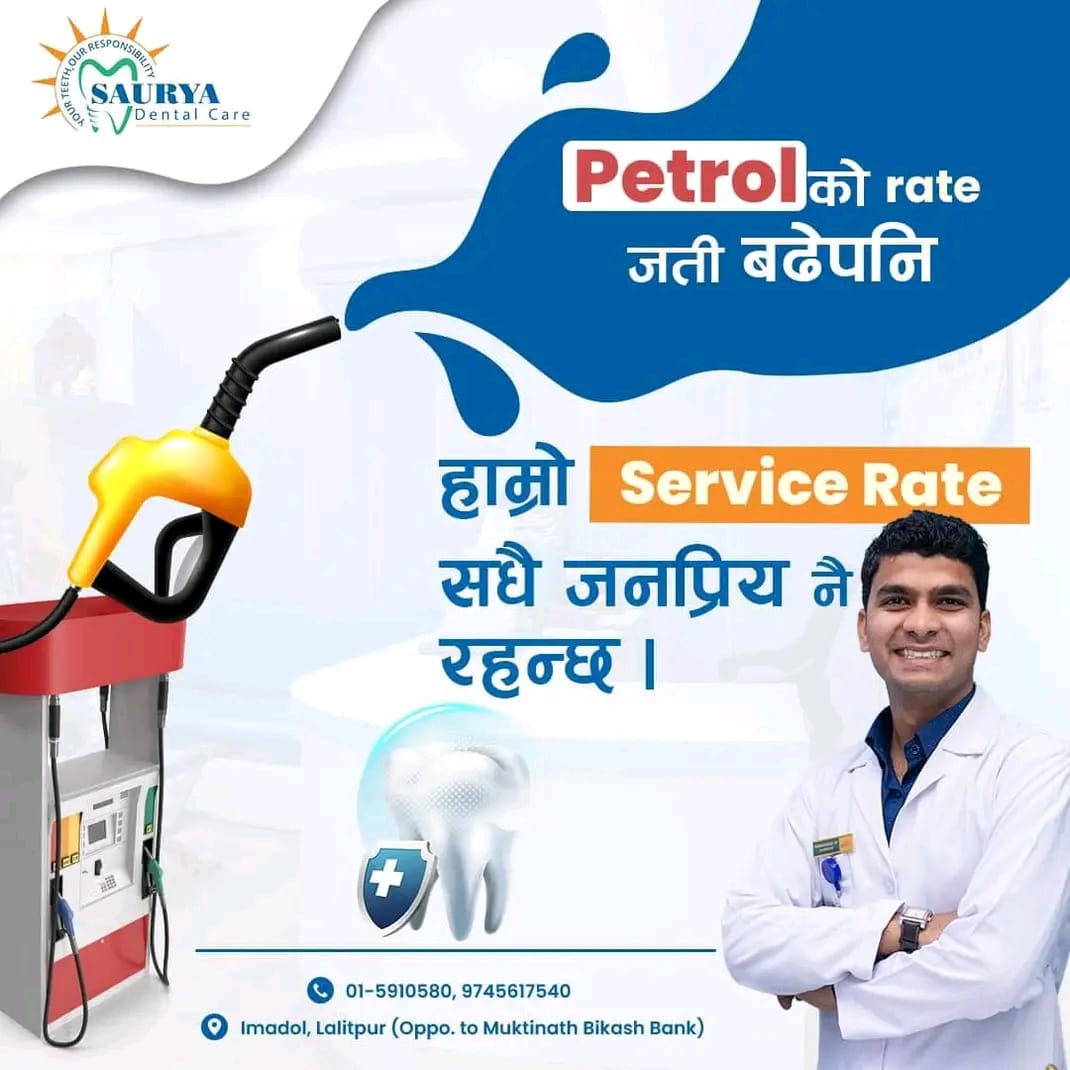 YOUR TEETH, OUR RESPONSIBILITY
SAURYA
Dental Care
Petrolको rate
जती बढेपनि
हाम्रो Service Rate
सधै जनप्रिय नै
रहन्छ ।
01-5910580, 9745617540
Imadol, Lalitpur (Oppo. to Muktinath Bikash Bank)